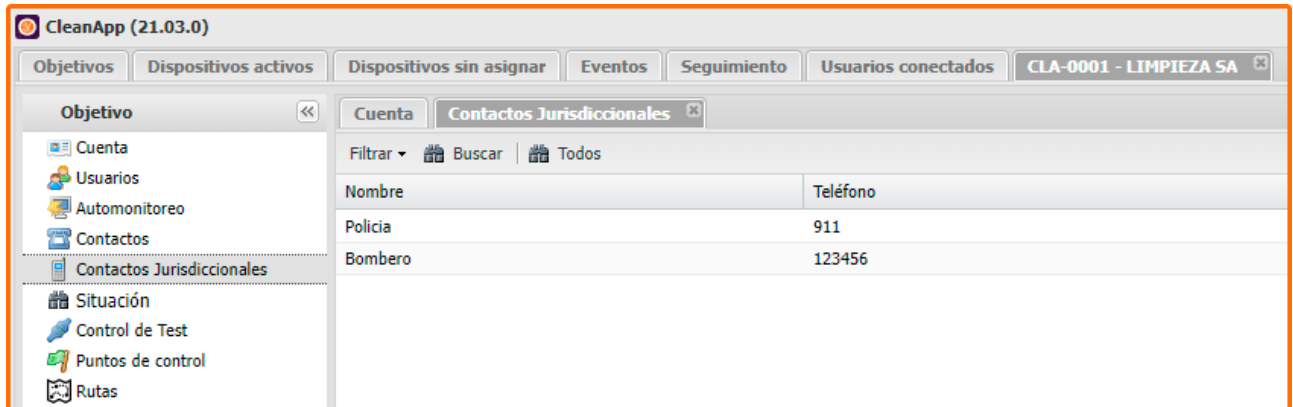 CleanApp (21.03.0)
Objetivos Dispositivos activos Dispositivos sin asignar Eventos Seguimiento Usuarios conectados CLA-0001 - LIMPIEZA SA
Objetivo
Cuenta
Usuarios
Automonitoreo
Contactos
Contactos Jurisdiccionales
Situación
Control de Test
Puntos de control
Rutas
Cuenta Contactos Jurisdiccionales
Filtrar Buscar Todos
Nombre Teléfono
Policia 911
Bombero 123456